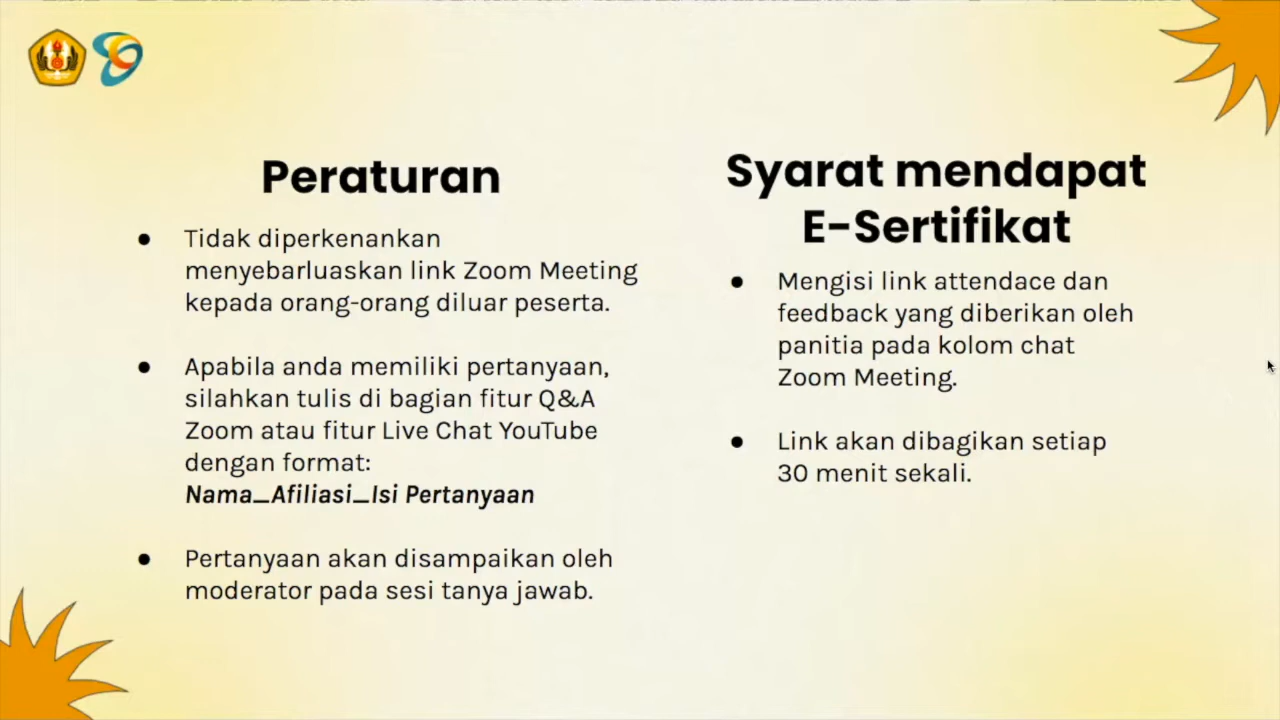 Peraturan
● Tidak diperkenankan
menyebarluaskan link Zoom Meeting
kepada orang-orang diluar peserta.
● Apabila anda memiliki pertanyaan,
silahkan tulis di bagian fitur Q&A
Zoom atau fitur Live Chat YouTube
dengan format:
Nama_Afiliasi_Isi Pertanyaan
● Pertanyaan akan disampaikan oleh
moderator pada sesi tanya jawab.
Syarat mendapat
E-Sertifikat
● Mengisi link attendace dan
feedback yang diberikan oleh
panitia pada kolom chat
Zoom Meeting.
● Link akan dibagikan setiap
30 menit sekali.